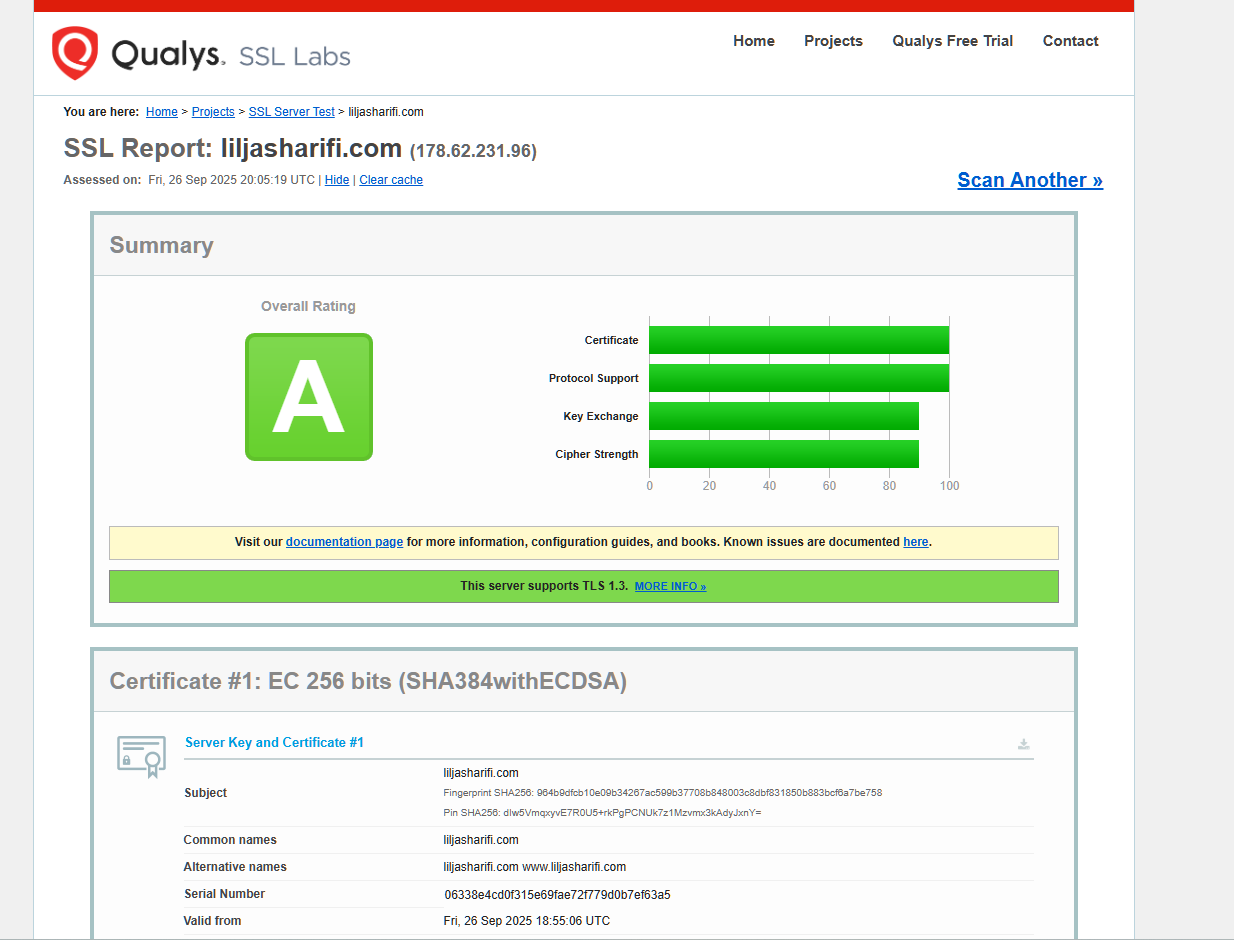 Qualys. SSL Labs
Home Projects Qualys Free Trial Contact
You are here: Home > Projects > SSL Server Test > liljasharifi.com
SSL Report: liljasharifi.com (178.62.231.96)
Assessed on: Fri, 26 Sep 2025 20:05:19 UTC | Hide | Clear cache
Scan Another »
Summary
Overall Rating
A
Certificate
Protocol Support
Key Exchange
Cipher Strength
0 20 40 60 80 100
Visit our documentation page for more information, configuration guides, and books. Known issues are documented here.
This server supports TLS 1.3. MORE INFO »
Certificate #1: EC 256 bits (SHA384withECDSA)
Server Key and Certificate #1
Subject
liljasharifi.com
Fingerprint SHA256: 964b9dfcb10e09b34267ac599b37708b848003c8dbf831850b883bcf6a7be758
Pin SHA256: dIw5VmqxyvE7R0U5+rkPgPCNUk7z1Mzvmx3kAdyJxnY=
Common names liljasharifi.com
Alternative names liljasharifi.com www.liljasharifi.com
Serial Number 06338e4cd0f315e69fae72f779d0b7ef63a5
Valid from Fri, 26 Sep 2025 18:55:06 UTC